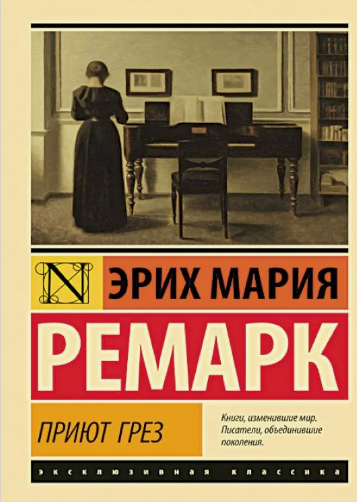 N
ЭРИХ МАРИЯ
РЕМАРК
ПРИЮТ ГРЕЗ
Книги, изменившие мир.
Писатели, объединившие
поколения.
эксклюзивная классика